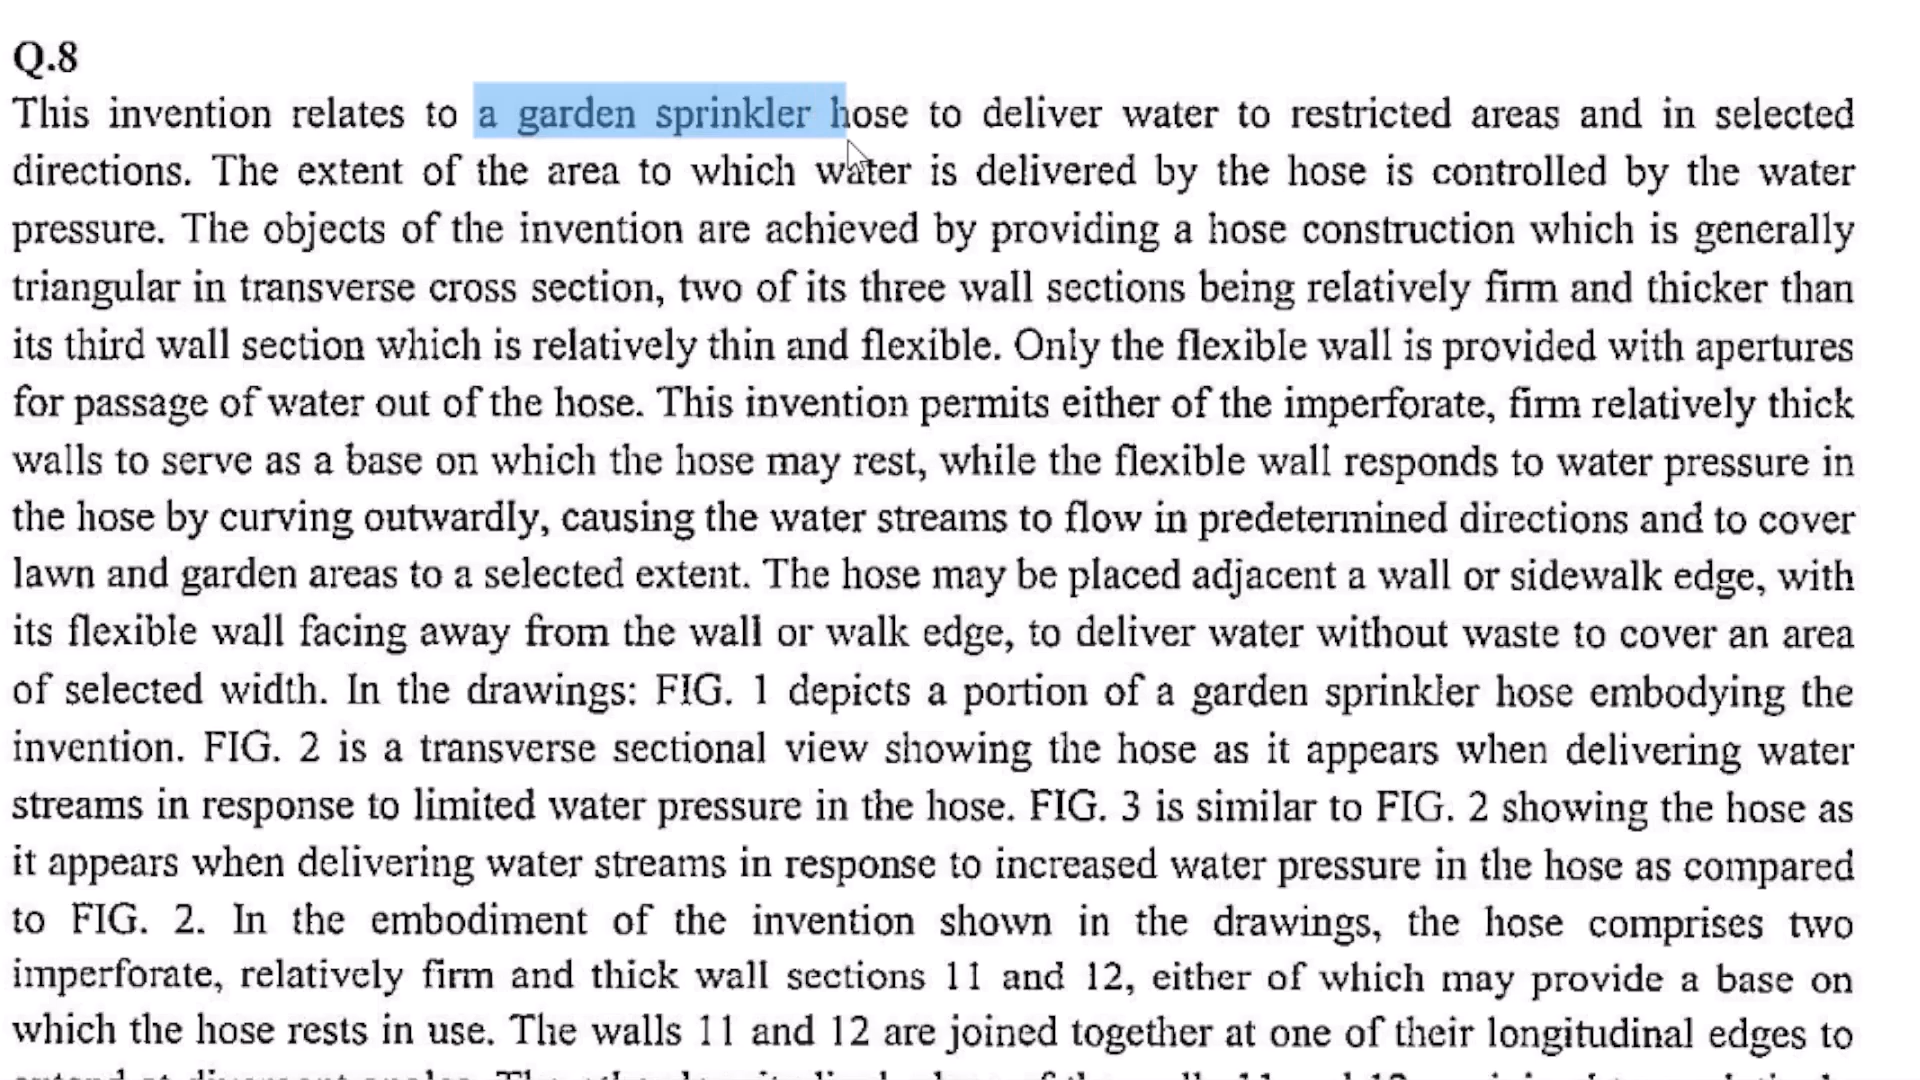 Q.8
This invention relates to a garden sprinkler hose to deliver water to restricted areas and in selected
directions. The extent of the area to which water is delivered by the hose is controlled by the water
pressure. The objects of the invention are achieved by providing a hose construction which is generally
triangular in transverse cross section, two of its three wall sections being relatively firm and thicker than
its third wall section which is relatively thin and flexible. Only the flexible wall is provided with apertures
for passage of water out of the hose. This invention permits either of the imperforate, firm relatively thick
walls to serve as a base on which the hose may rest, while the flexible wall responds to water pressure in
the hose by curving outwardly, causing the water streams to flow in predetermined directions and to cover
lawn and garden areas to a selected extent. The hose may be placed adjacent a wall or sidewalk edge, with
its flexible wall facing away from the wall or walk edge, to deliver water without waste to cover an area
of selected width. In the drawings: FIG. 1 depicts a portion of a garden sprinkler hose embodying the
invention. FIG. 2 is a transverse sectional view showing the hose as it appears when delivering water
streams in response to limited water pressure in the hose. FIG. 3 is similar to FIG. 2 showing the hose as
it appears when delivering water streams in response to increased water pressure in the hose as compared
to FIG. 2. In the embodiment of the invention shown in the drawings, the hose comprises two
imperforate, relatively firm and thick wall sections 11 and 12, either of which may provide a base on
which the hose rests in use. The walls 11 and 12 are joined together at one of their longitudinal edges to